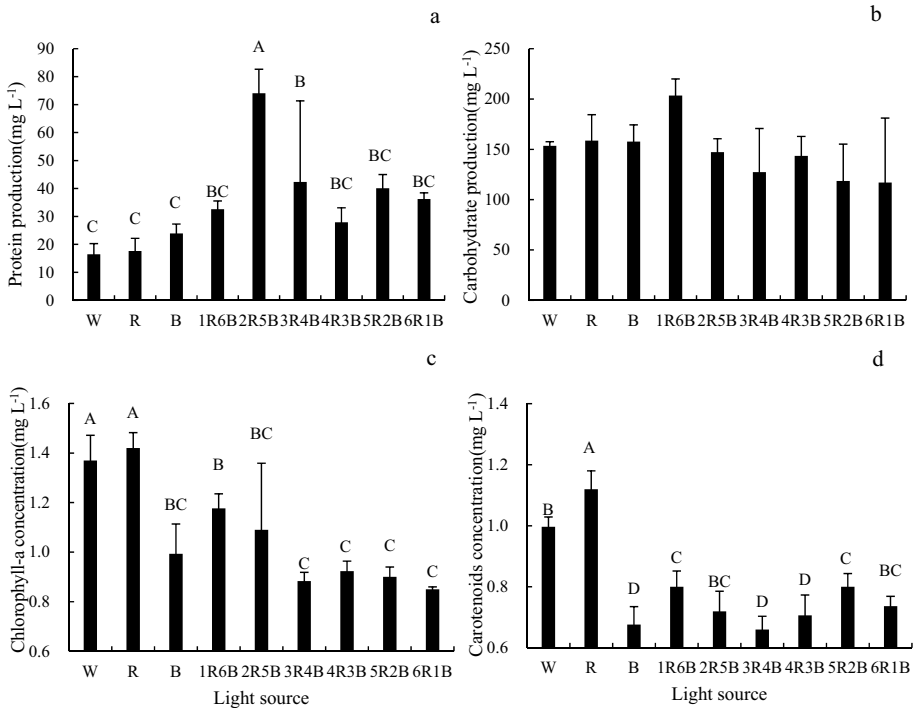 a
Protein production(mg L⁻¹)
90
80
70
60
50
40
30
20
10
0
C C C BC A B BC BC BC
W R B 1R6B 2R5B 3R4B 4R3B 5R2B 6R1B
b
Carbohydrate production(mg L⁻¹)
250
200
150
100
50
0
W R B 1R6B 2R5B 3R4B 4R3B 5R2B 6R1B
c
Chlorophyll-a concentration(mg L⁻¹)
1.6
1.4
1.2
1.0
0.8
0.6
A A BC B BC C C C C
W R B 1R6B 2R5B 3R4B 4R3B 5R2B 6R1B
Light source
d
Carotenoids concentration(mg L⁻¹)
1.4
1.2
1.0
0.8
0.6
B A D C BC D D C BC
W R B 1R6B 2R5B 3R4B 4R3B 5R2B 6R1B
Light source